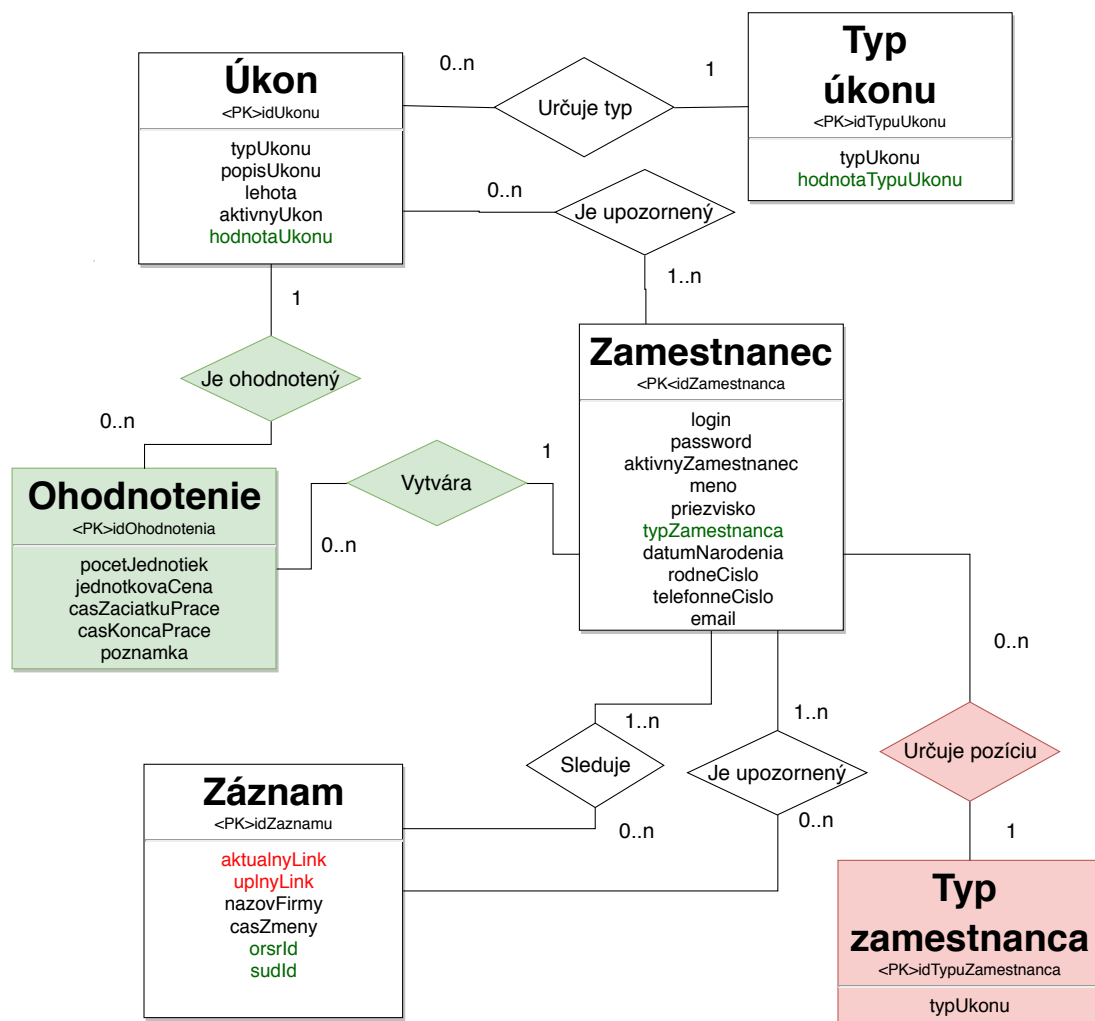 Úkon
<PK>idUkonu
typUkonu
popisUkonu
lehota
aktivnyUkon
hodnotaUkonu
0..n
Určuje typ
1
Typ
úkonu
<PK>idTypuUkonu
typUkonu
hodnotaTypuUkonu
0..n
Je upozornený
1..n
1
Je ohodnotený
0..n
Zamestnanec
<PK<idZamestnanca
login
password
aktivnyZamestnanec
meno
priezvisko
typZamestnanca
datumNarodenia
rodneCislo
telefonneCislo
email
Ohodnotenie
<PK>idOhodnotenia
pocetJednotiek
jednotkovaCena
casZaciatkuPrace
casKoncaPrace
poznamka
0..n
Vytvára
1
1..n
Sleduje
0..n
1..n
Je upozornený
0..n
0..n
Určuje pozíciu
1
Záznam
<PK>idZaznamu
aktualnyLink
uplnyLink
nazovFirmy
casZmeny
orsrId
sudId
Typ
zamestnanca
<PK>idTypuZamestnanca
typUkonu